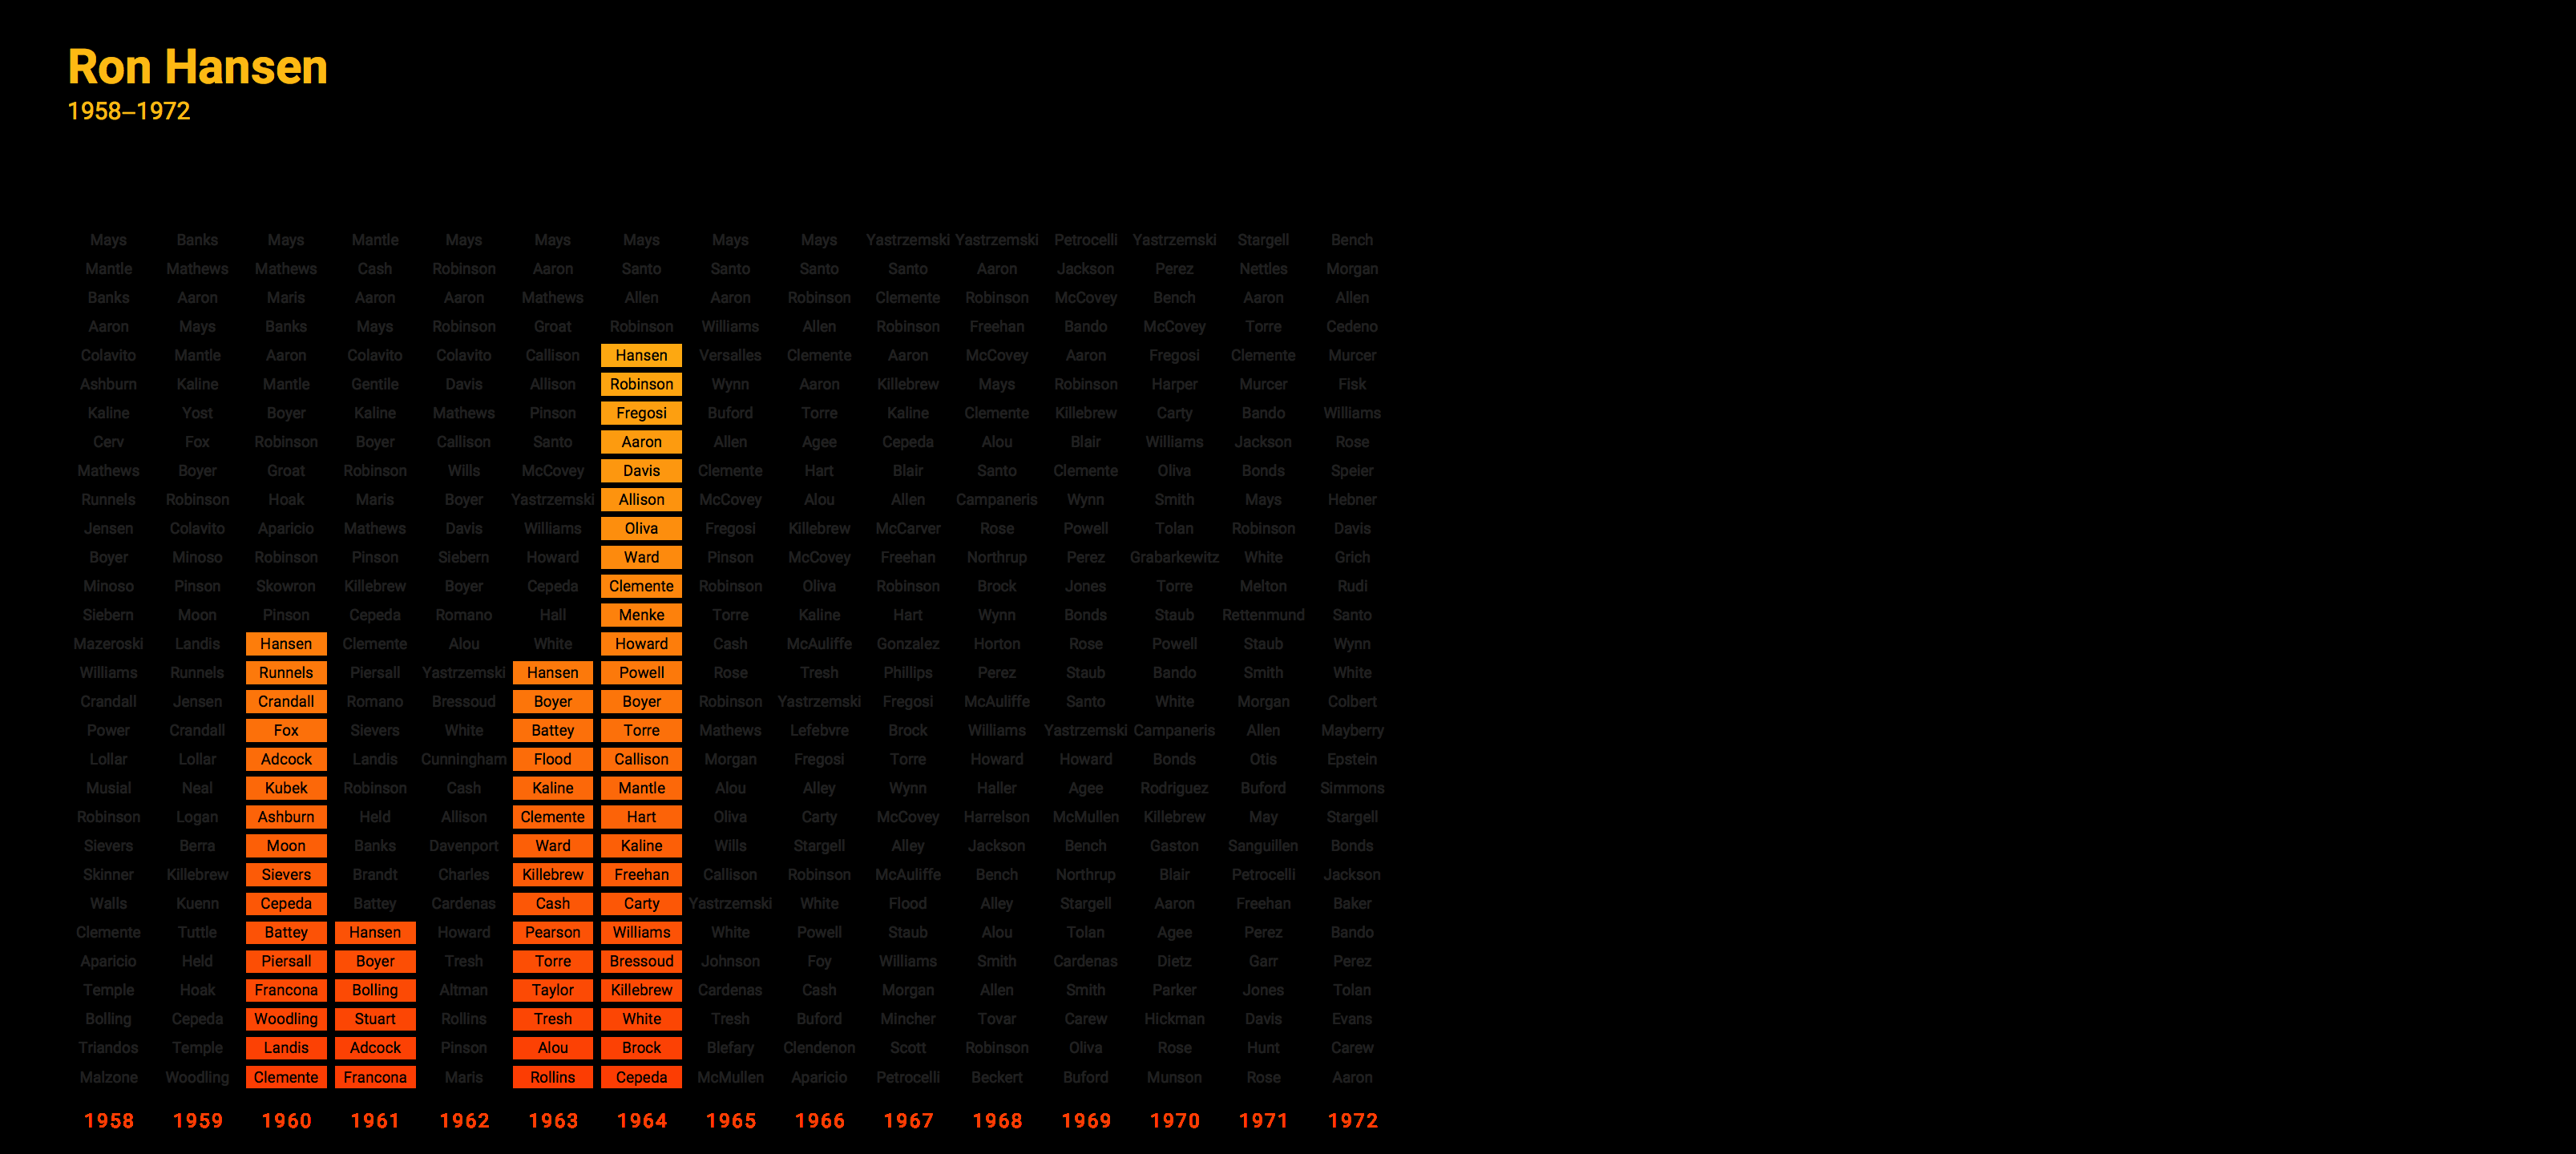 Ron Hansen
1958–1972
Mays Banks Mays Mantle Mays Mays Mays Mays Mays Yastrzemski Yastrzemski Petrocelli Yastrzemski Stargell Bench
Mantle Mathews Mathews Cash Robinson Aaron Santo Santo Santo Santo Aaron Jackson Perez Nettles Morgan
Banks Aaron Maris Aaron Aaron Mathews Allen Aaron Robinson Clemente Robinson McCovey Bench Aaron Allen
Aaron Mays Banks Mays Robinson Groat Robinson Williams Allen Robinson Freehan Bando McCovey Torre Cedeno
Colavito Mantle Aaron Colavito Colavito Callison Hansen Versalles Clemente Aaron McCovey Aaron Fregosi Clemente Murcer
Ashburn Kaline Mantle Gentile Davis Allison Robinson Wynn Aaron Killebrew Mays Robinson Harper Murcer Fisk
Kaline Yost Boyer Kaline Mathews Pinson Fregosi Buford Torre Kaline Clemente Killebrew Carty Bando Williams
Cerv Fox Robinson Boyer Callison Santo Aaron Allen Agee Cepeda Alou Blair Williams Jackson Rose
Mathews Boyer Groat Robinson Wills McCovey Davis Clemente Hart Blair Santo Clemente Oliva Bonds Speier
Runnels Robinson Hoak Maris Boyer Yastrzemski Allison McCovey Alou Allen Campaneris Wynn Smith Mays Hebner
Jensen Colavito Aparicio Mathews Davis Williams Oliva Fregosi Killebrew McCarver Rose Powell Tolan Robinson Davis
Boyer Minoso Robinson Pinson Siebern Howard Ward Pinson McCovey Freehan Northrup Perez Grabarkewitz White Grich
Minoso Pinson Skowron Killebrew Boyer Cepeda Clemente Robinson Oliva Robinson Brock Jones Torre Melton Rudi
Siebern Moon Pinson Cepeda Romano Hall Menke Torre Kaline Hart Wynn Bonds Staub Rettenmund Santo
Mazeroski Landis Hansen Clemente Alou White Howard Cash McAuliffe Gonzalez Horton Rose Powell Staub Wynn
Williams Runnels Runnels Piersall Yastrzemski Hansen Powell Rose Tresh Phillips Perez Staub Bando Smith White
Crandall Jensen Crandall Romano Bressoud Boyer Boyer Robinson Yastrzemski Fregosi McAuliffe Santo White Morgan Colbert
Power Crandall Fox Sievers White Battey Torre Mathews Lefebvre Brock Williams Yastrzemski Campaneris Allen Mayberry
Lollar Lollar Adcock Landis Cunningham Flood Callison Morgan Fregosi Torre Howard Howard Bonds Otis Epstein
Musial Neal Kubek Robinson Cash Kaline Mantle Alou Alley Wynn Haller Agee Rodriguez Buford Simmons
Robinson Logan Ashburn Held Allison Clemente Hart Oliva Carty McCovey Harrelson McMullen Killebrew May Stargell
Sievers Berra Moon Banks Davenport Ward Kaline Wills Stargell Alley Jackson Bench Gaston Sanguillen Bonds
Skinner Killebrew Sievers Brandt Charles Killebrew Freehan Callison Robinson McAuliffe Bench Northrup Blair Petrocelli Jackson
Walls Kuenn Cepeda Battey Cardenas Cash Carty Yastrzemski White Flood Alley Stargell Aaron Freehan Baker
Clemente Tuttle Battey Hansen Howard Pearson Williams White Powell Staub Alou Tolan Agee Perez Bando
Aparicio Held Piersall Boyer Tresh Torre Bressoud Johnson Foy Williams Smith Cardenas Dietz Garr Perez
Temple Hoak Francona Bolling Altman Taylor Killebrew Cardenas Cash Morgan Allen Smith Parker Jones Tolan
Bolling Cepeda Woodling Stuart Rollins Tresh White Tresh Buford Mincher Tovar Carew Hickman Davis Evans
Triandos Temple Landis Adcock Pinson Alou Brock Blefary Clendenon Scott Robinson Oliva Rose Hunt Carew
Malzone Woodling Clemente Francona Maris Rollins Cepeda McMullen Aparicio Petrocelli Beckert Buford Munson Rose Aaron
1958 1959 1960 1961 1962 1963 1964 1965 1966 1967 1968 1969 1970 1971 1972